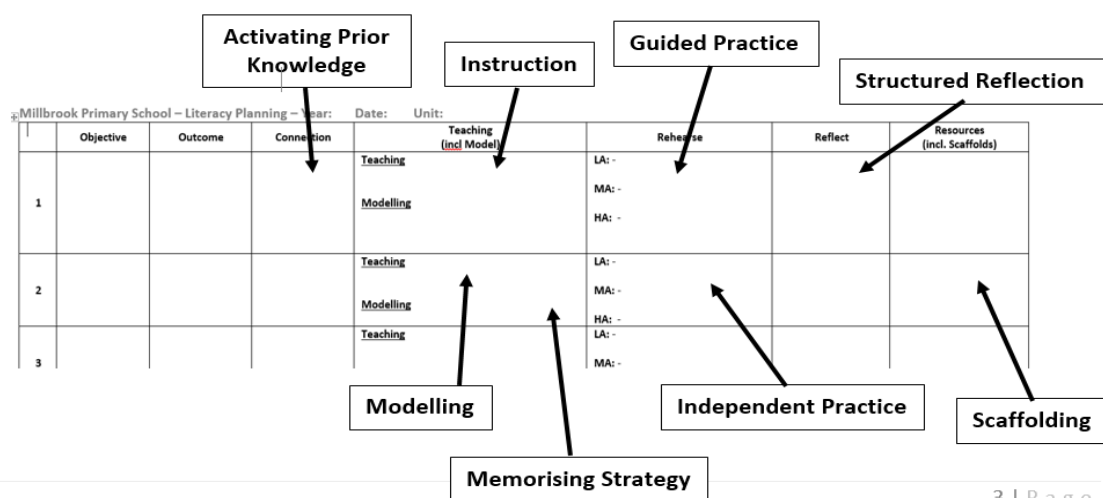 Activating Prior
Knowledge
Instruction
Guided Practice
Structured Reflection
Millbrook Primary School – Literacy Planning – Year: Date: Unit:
Objective Outcome Connection Teaching Rehearse Reflect Resources
(incl Model) (incl. Scaffolds)
1
Teaching
Modelling
LA: -
MA: -
HA: -
2
Teaching
Modelling
LA: -
MA: -
HA: -
3
Teaching
LA: -
MA: -
Modelling
Independent Practice
Scaffolding
Memorising Strategy
3 | P a g e